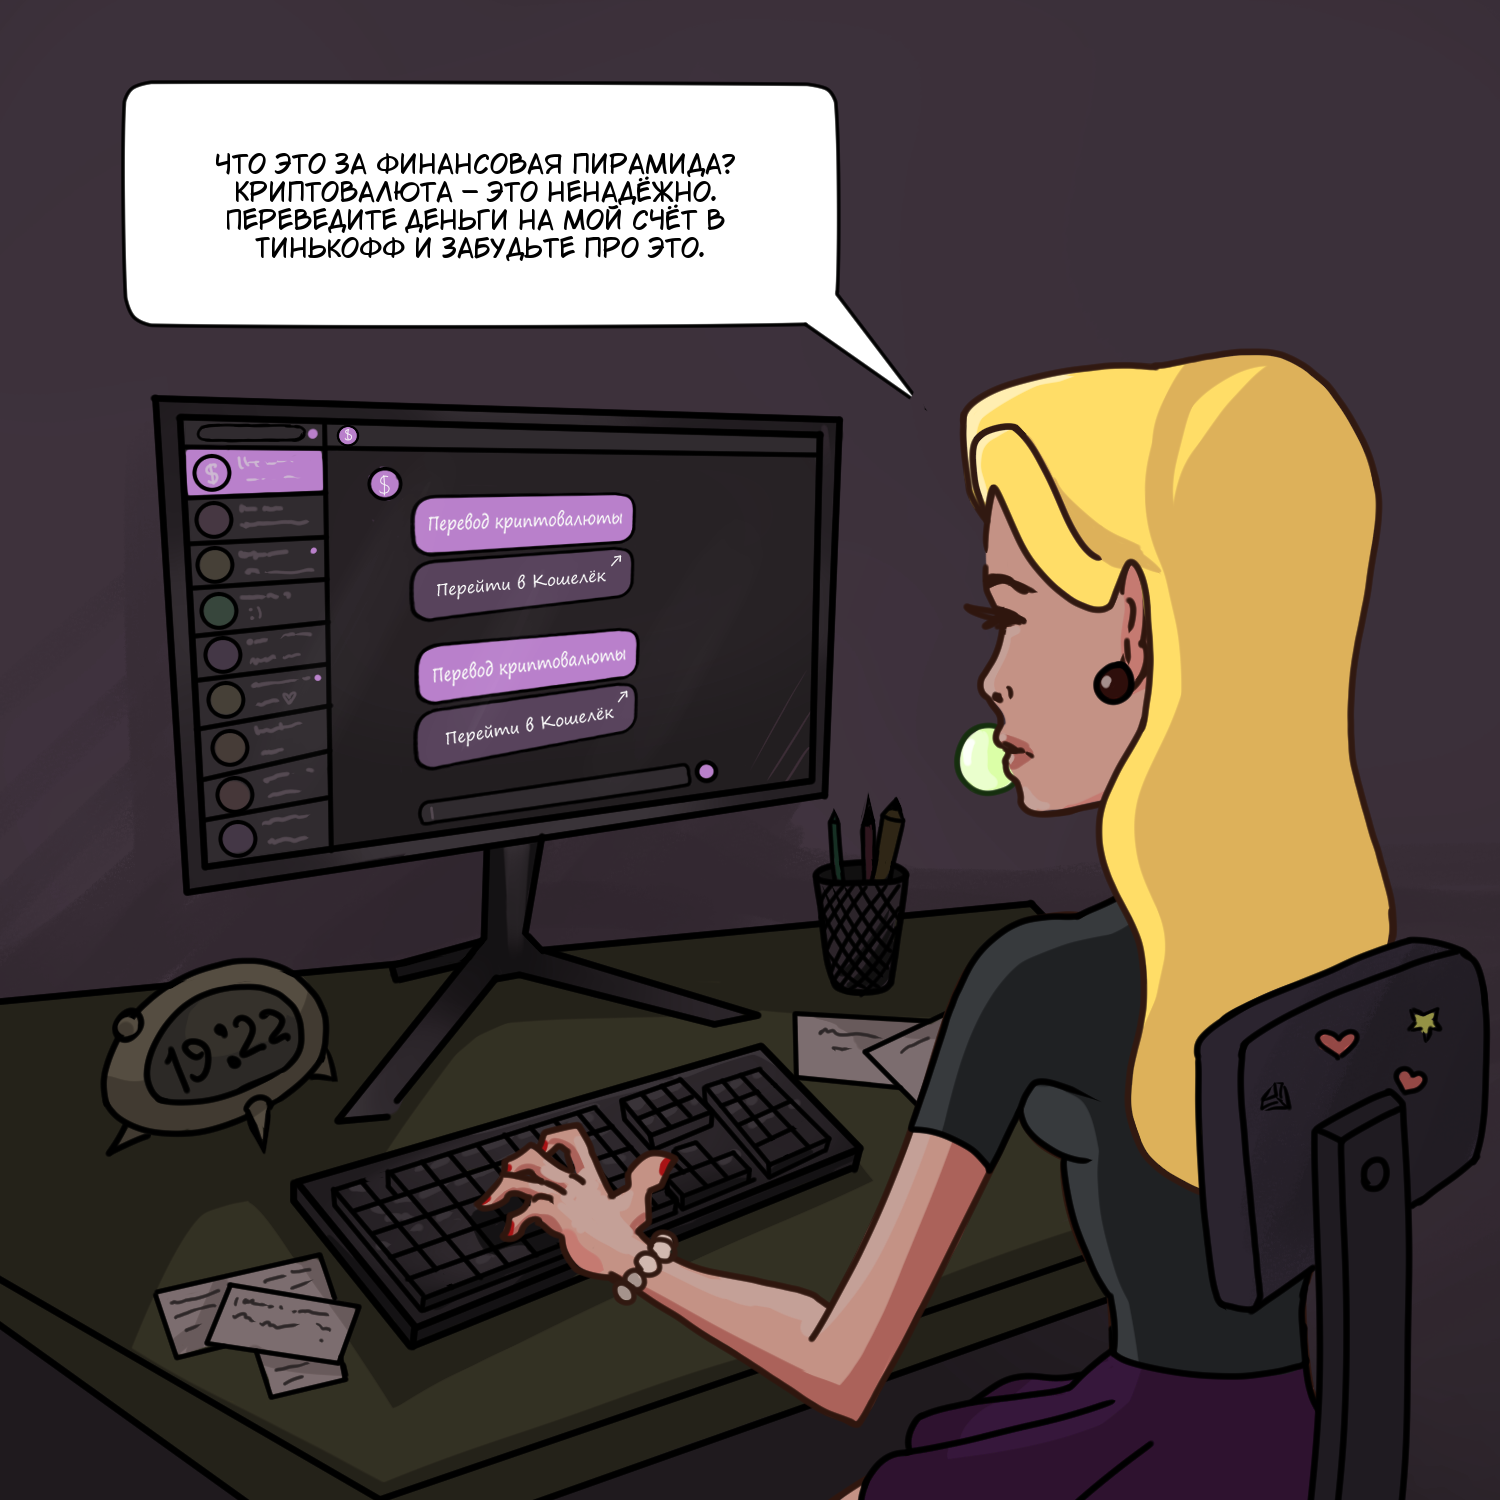 ЧТО ЭТО ЗА ФИНАНСОВАЯ ПИРАМИДА?
КРИПТОВАЛЮТА – ЭТО НЕНАДЁЖНО.
ПЕРЕВЕДИТЕ ДЕНЬГИ НА МОЙ СЧЁТ В
ТИНЬКОФФ И ЗАБУДЬТЕ ПРО ЭТО.
$
$
$
Перевод криптовалюты
Перейти в Кошелёк
Перевод криптовалюты
Перейти в Кошелёк
:)
19:22